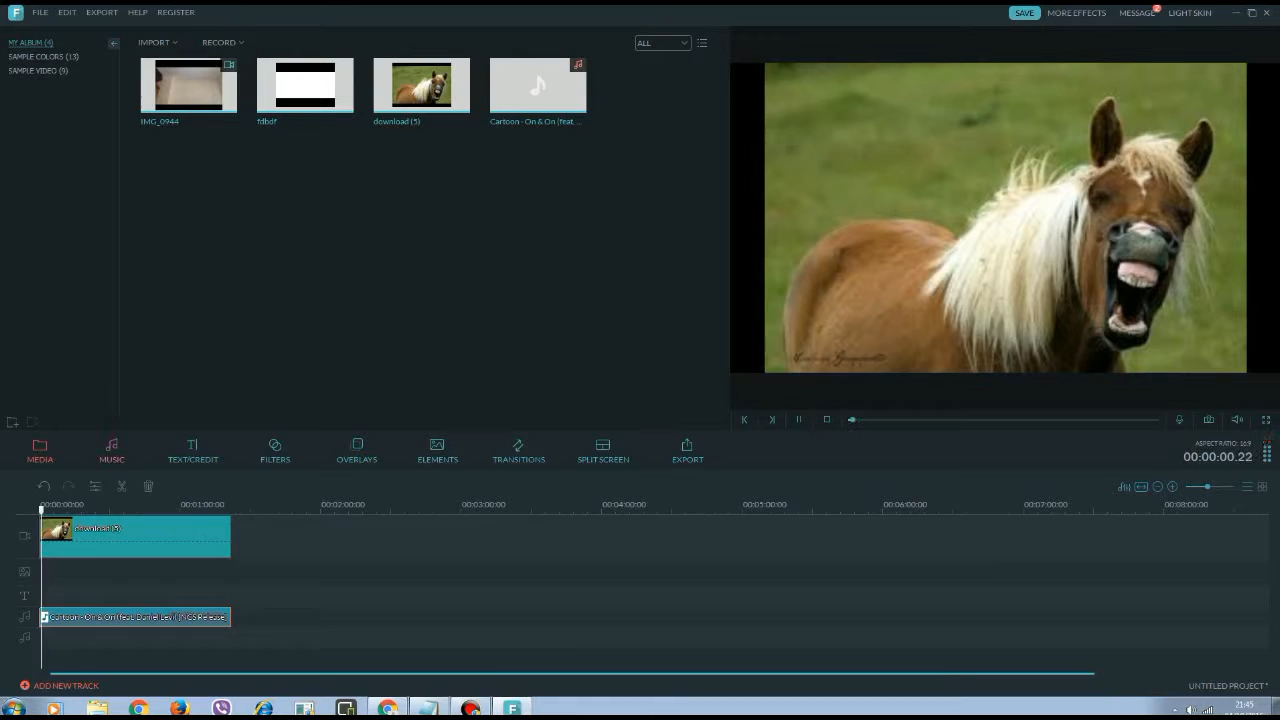 F FILE EDIT EXPORT HELP REGISTER SAVE MORE EFFECTS MESSAGE 2 LIGHT SKIN
MY ALBUM (4)
SAMPLE COLORS (13)
SAMPLE VIDEO (9)
IMPORT RECORD ALL
IMG_0944 fdbdf download (5) Cartoon - On & On (feat. ...
MEDIA MUSIC TEXT/CREDIT FILTERS OVERLAYS ELEMENTS TRANSITIONS SPLIT SCREEN EXPORT
ASPECT RATIO: 16:9
00:00:00.22
00:00:00:00 00:01:00:00 00:02:00:00 00:03:00:00 00:04:00:00 00:05:00:00 00:06:00:00 00:07:00:00 00:08:00:00
download (5)
T
Cartoon - On & On (feat. Daniel Levi) [NCS Release]
ADD NEW TRACK UNTITLED PROJECT *
F 21:45